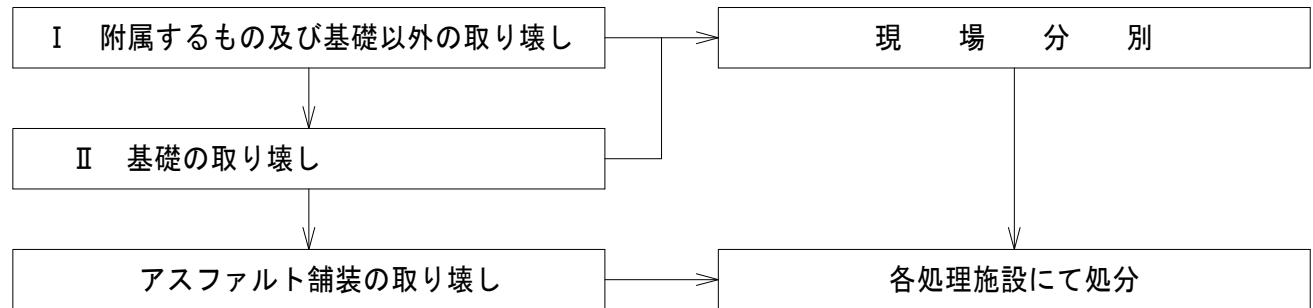 Ⅰ　附属するもの及び基礎以外の取り壊し
現　場　分　別
Ⅱ　基礎の取り壊し
アスファルト舗装の取り壊し
各処理施設にて処分